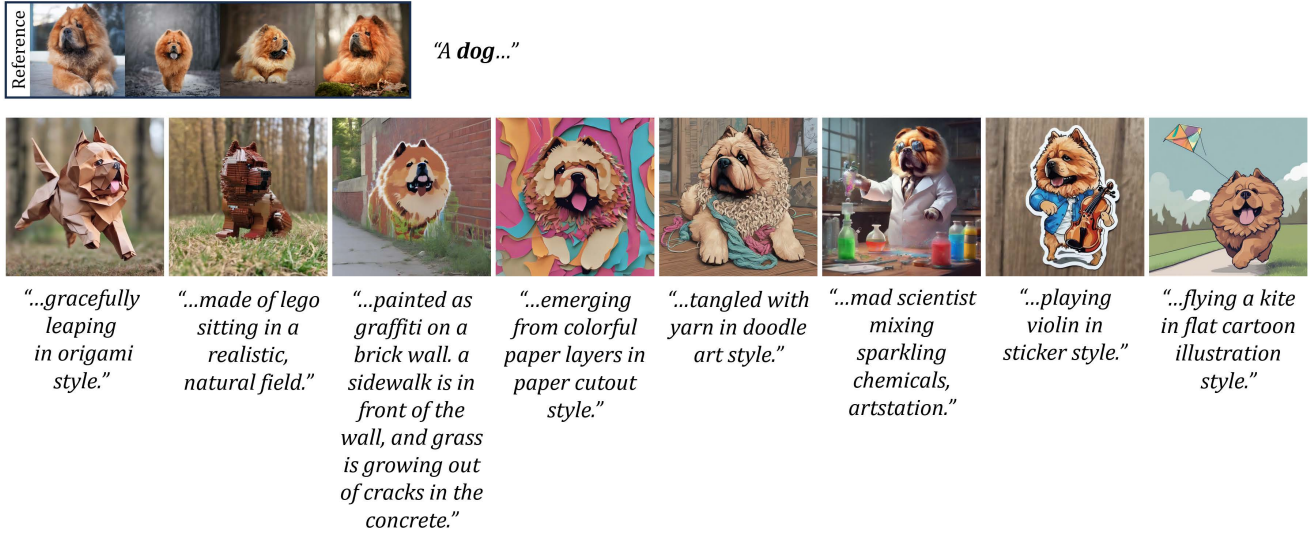 Reference
“A dog...”
“...gracefully
leaping
in origami
style.”
“...made of lego
sitting in a
realistic,
natural field.”
“...painted as
graffiti on a
brick wall. a
sidewalk is in
front of the
wall, and grass
is growing out
of cracks in the
concrete.”
“...emerging
from colorful
paper layers in
paper cutout
style.”
“...tangled with
yarn in doodle
art style.”
“...mad scientist
mixing
sparkling
chemicals,
artstation.”
“...playing
violin in
sticker style.”
“...flying a kite
in flat cartoon
illustration
style.”